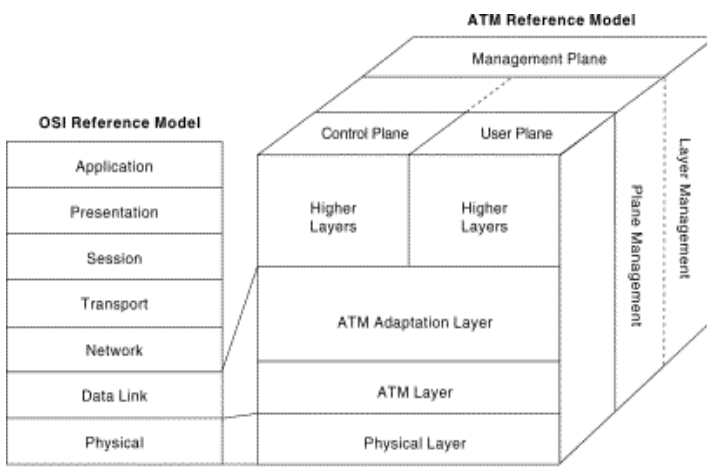 ATM Reference Model
Management Plane
OSI Reference Model
Control Plane
User Plane
Application
Presentation
Session
Transport
Network
Data Link
Physical
Higher
Layers
Higher
Layers
ATM Adaptation Layer
ATM Layer
Physical Layer
Plane Management
Layer Management